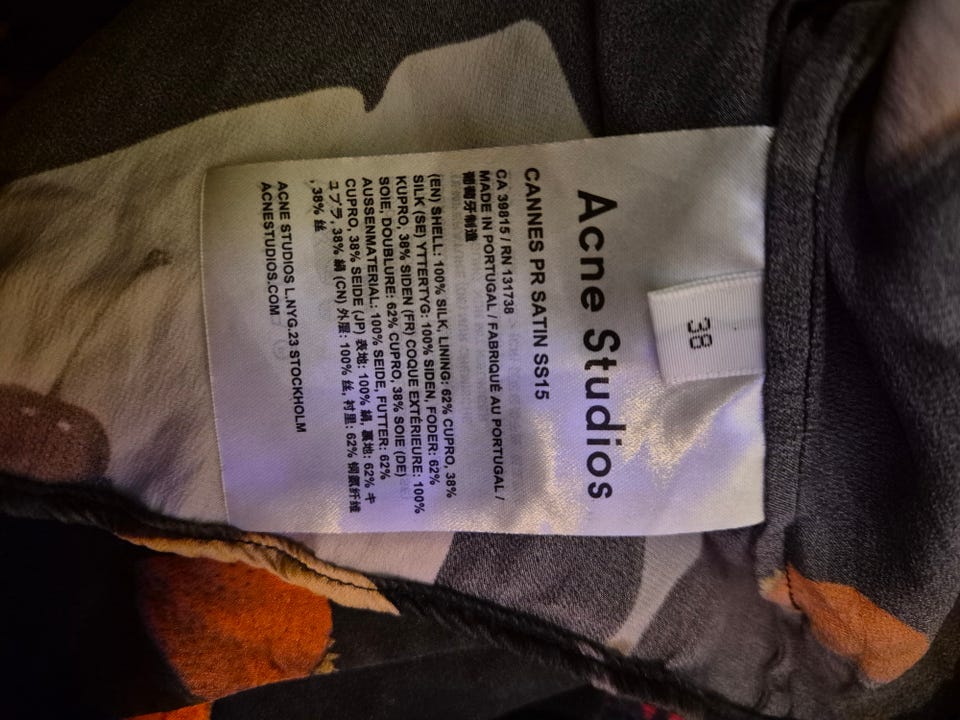 Acne Studios
38
CANNES PR SATIN SS15
CA 39815 / RN 131738
MADE IN PORTUGAL / FABRIQUÉ AU PORTUGAL /
葡萄牙制造
(EN) SHELL: 100% SILK, LINING: 62% CUPRO, 38%
SILK (SE) YTTERTYG: 100% SIDEN, FODER: 62%
KUPRO, 38% SIDEN (FR) COQUE EXTÉRIEURE: 100%
SOIE, DOUBLURE: 62% CUPRO, 38% SOIE (DE)
AUSSENMATERIAL: 100% SEIDE, FUTTER: 62%
CUPRO, 38% SEIDE (JP) 表地: 100% 絹, 裏地: 62% キ
ュプラ, 38% 絹 (CN) 外层: 100% 丝, 衬里: 62% 铜氨纤维
, 38% 丝
ACNE STUDIOS L.NYG.23 STOCKHOLM
ACNESTUDIOS.COM